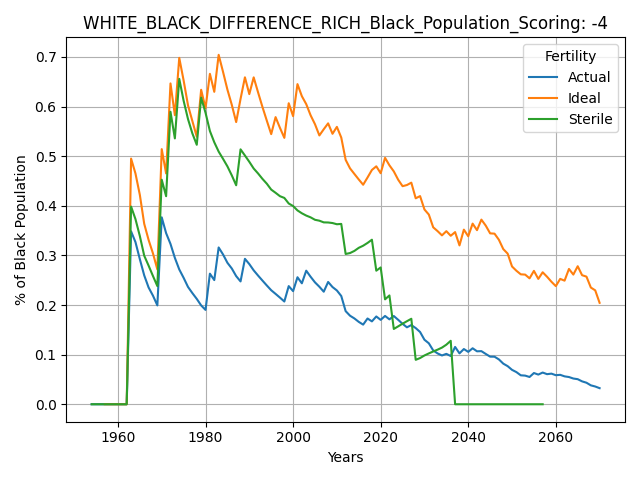 WHITE_BLACK_DIFFERENCE_RICH_Black_Population_Scoring: -4
Fertility
Actual
Ideal
Sterile
% of Black Population
0.7
0.6
0.5
0.4
0.3
0.2
0.1
0.0
1960 1980 2000 2020 2040 2060
Years